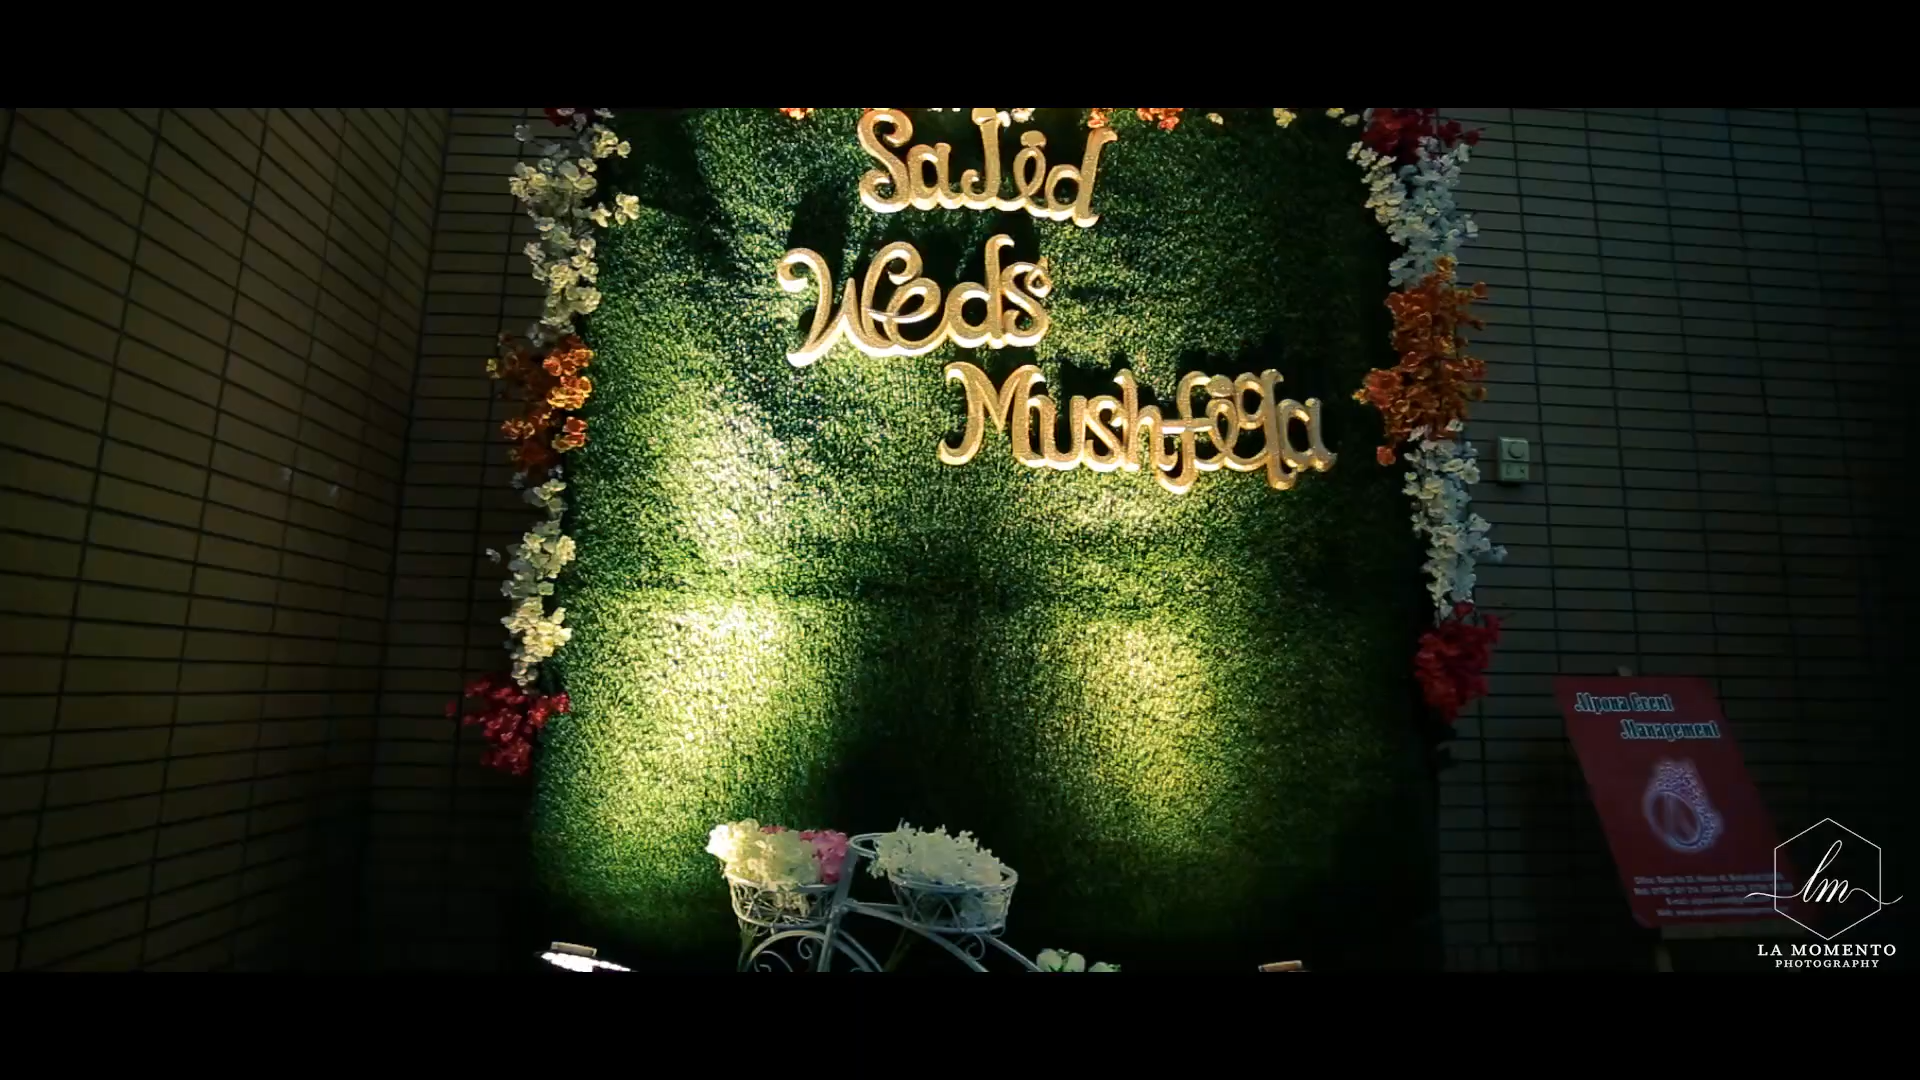 Sajid
Weds
Mushfiqa
Alpona Event
Management
lm
LA MOMENTO
PHOTOGRAPHY